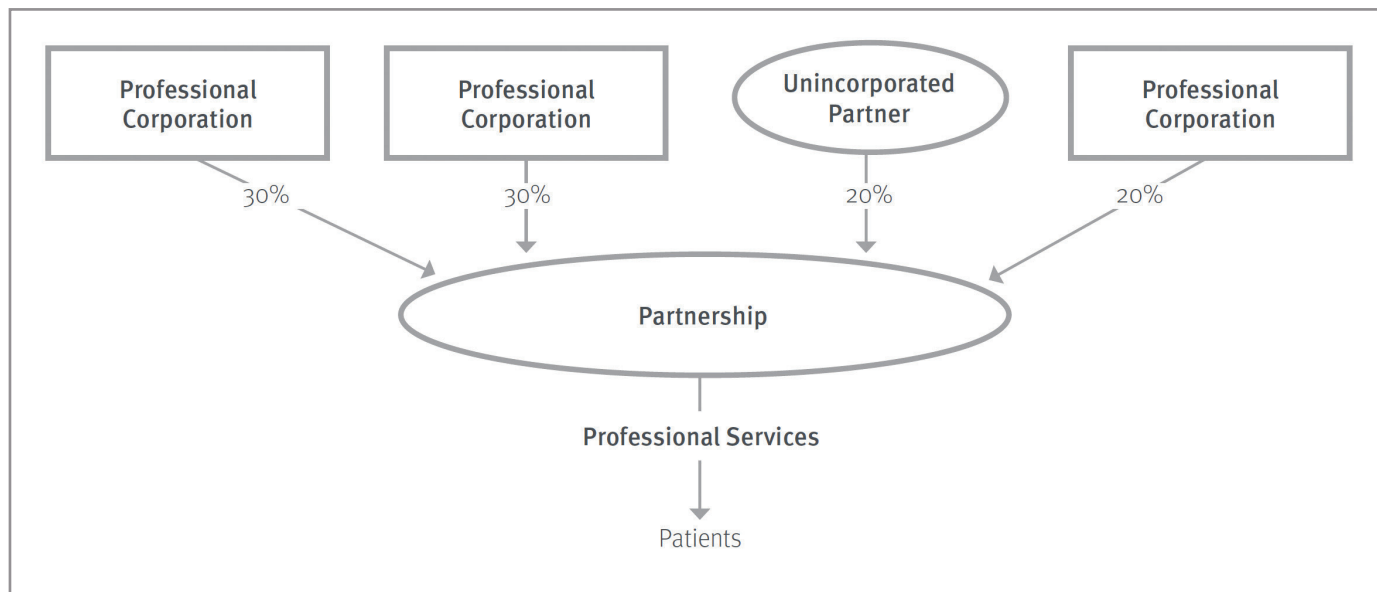 Professional
Corporation
Professional
Corporation
Unincorporated
Partner
Professional
Corporation
30%
30%
20%
20%
Partnership
Professional Services
Patients